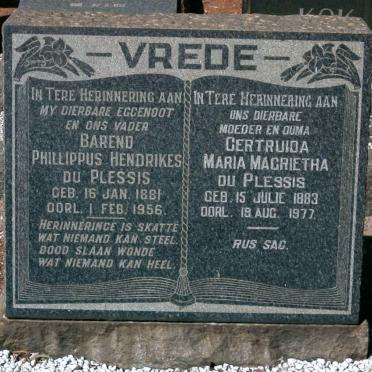 KOK
VREDE
IN TERE HERINNERING AAN
MY DIERBARE EGGENOOT
EN ONS VADER
BAREND
PHILLIPPUS HENDRIKES
DU PLESSIS
GEB. 16 JAN. 1881
OORL. 1 FEB. 1956.
HERINNERINGE IS SKATTE
WAT NIEMAND KAN STEEL.
DOOD SLAAN WONDE
WAT NIEMAND KAN HEEL.
IN TERE HERINNERING AAN
ONS DIERBARE
MOEDER EN OUMA
GERTRUIDA
MARIA MAGRIETHA
DU PLESSIS
GEB. 15 JULIE 1883
OORL. 19 AUG. 1977.
RUS SAG.